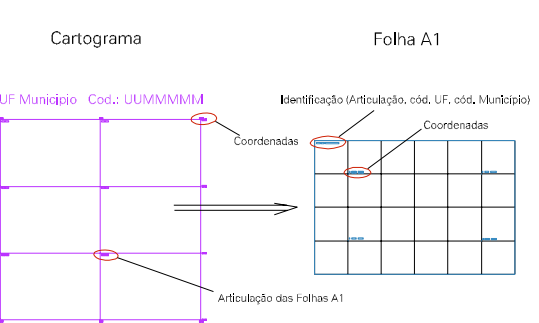 Cartograma
Folha A1
UF Município Cod.: UUMMMMM
Identificação (Articulação, cód. UF, cód. Município)
Coordenadas
Coordenadas
Articulação das Folhas A1